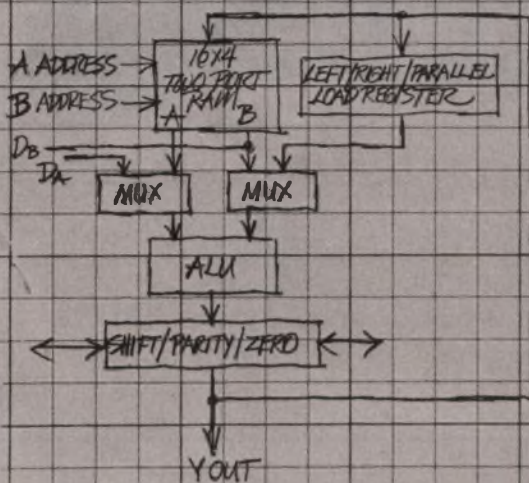 A ADDRESS
B ADDRESS
16X4
TWO PORT
RAM
A
B
LEFT/RIGHT/PARALLEL
LOAD REGISTER
DB
DA
MUX
MUX
ALU
SHIFT/PARITY/ZERO
YOUT